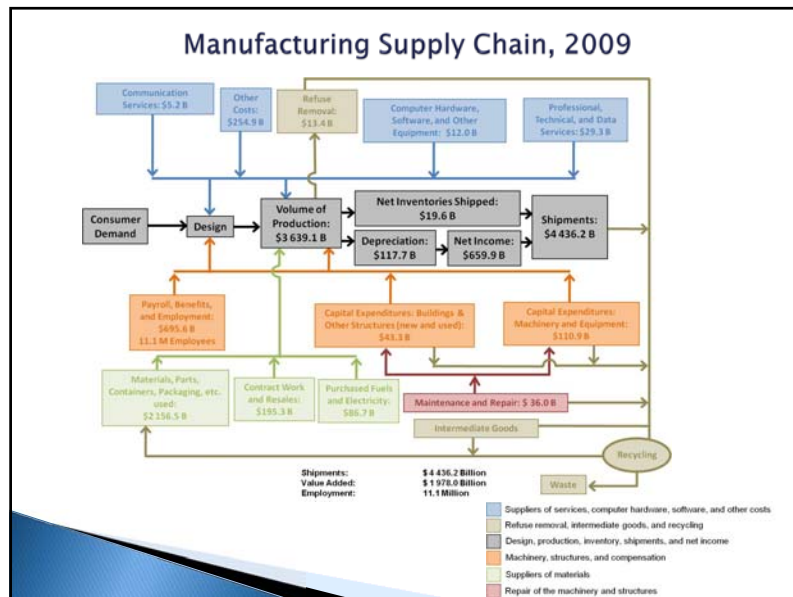 Manufacturing Supply Chain, 2009
Communication
Services: $5.2 B
Other
Costs:
$254.9 B
Refuse
Removal:
$13.4 B
Computer Hardware,
Software, and Other
Equipment: $12.0 B
Professional,
Technical, and Data
Services: $29.3 B
Consumer
Demand
Design
Volume of
Production:
$3 639.1 B
Net Inventories Shipped:
$19.6 B
Depreciation:
$117.7 B
Net Income:
$659.9 B
Shipments:
$4 436.2 B
Payroll, Benefits,
and Employment:
$695.6 B
11.1 M Employees
Capital Expenditures: Buildings &
Other Structures (new and used):
$43.3 B
Capital Expenditures:
Machinery and Equipment:
$110.9 B
Materials, Parts,
Containers, Packaging, etc.
used:
$2 156.5 B
Contract Work
and Resales:
$195.3 B
Purchased Fuels
and Electricity:
$86.7 B
Maintenance and Repair: $ 36.0 B
Intermediate Goods
Recycling
Waste
Shipments: $ 4 436.2 Billion
Value Added: $ 1 978.0 Billion
Employment: 11.1 Million
Suppliers of services, computer hardware, software, and other costs
Refuse removal, intermediate goods, and recycling
Design, production, inventory, shipments, and net income
Machinery, structures, and compensation
Suppliers of materials
Repair of the machinery and structures